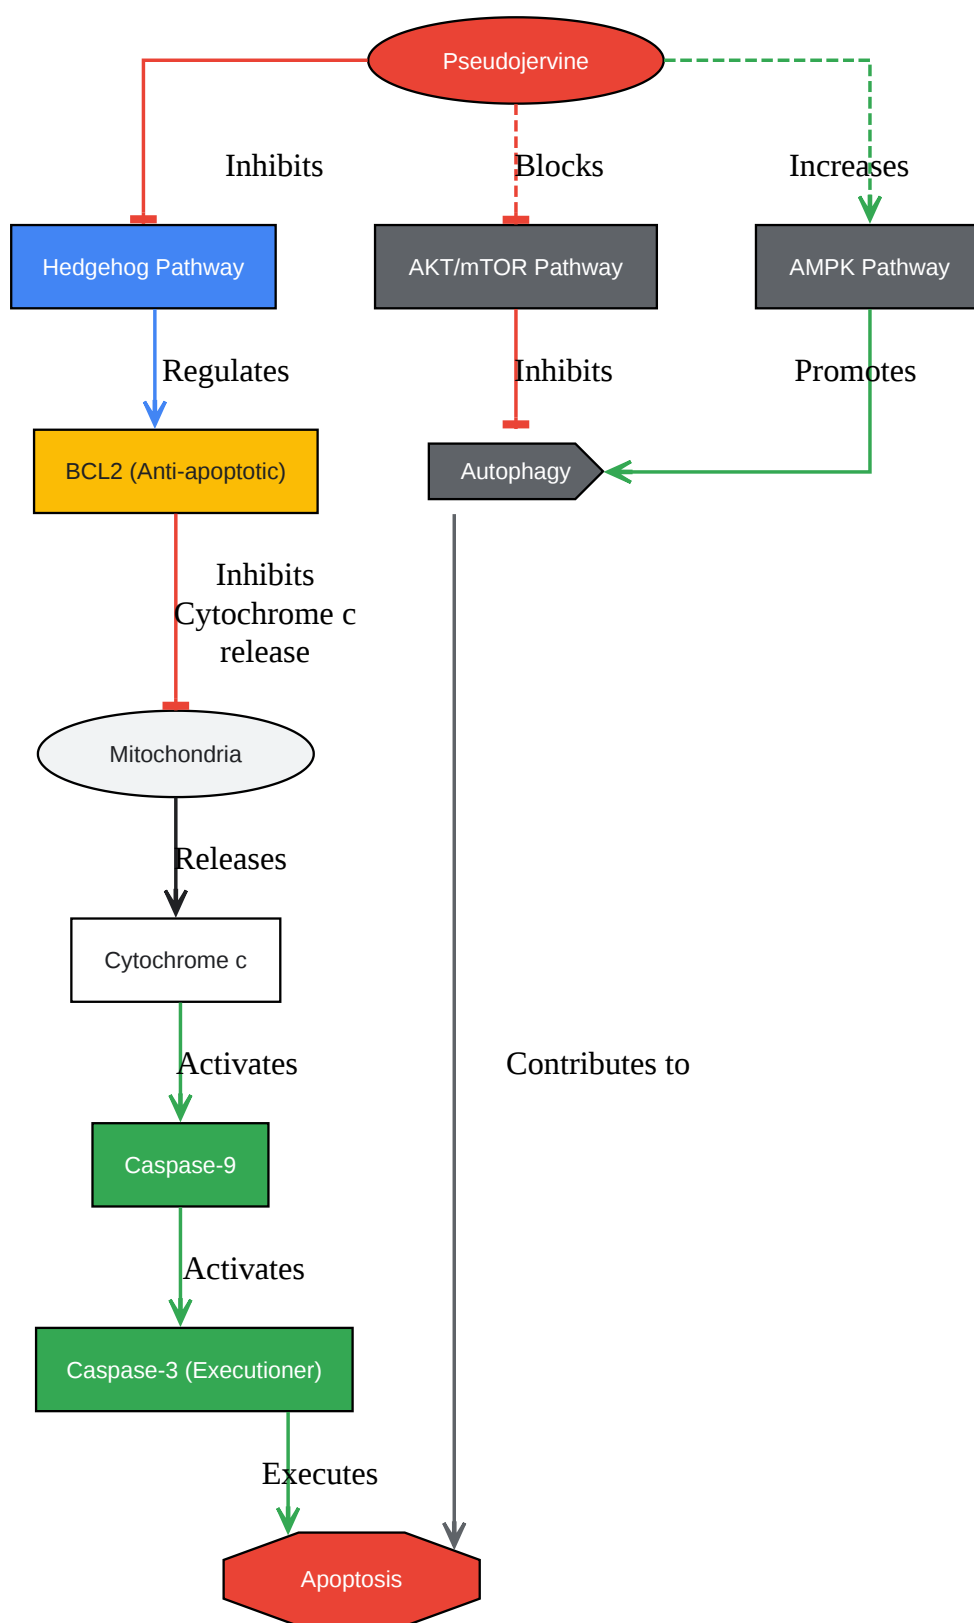 Pseudojervine
Inhibits
Blocks
Increases
Hedgehog Pathway
AKT/mTOR Pathway
AMPK Pathway
Regulates
Inhibits
Promotes
BCL2 (Anti-apoptotic)
Autophagy
Inhibits
Cytochrome c
release
Mitochondria
Releases
Cytochrome c
Activates
Contributes to
Caspase-9
Activates
Caspase-3 (Executioner)
Executes
Apoptosis